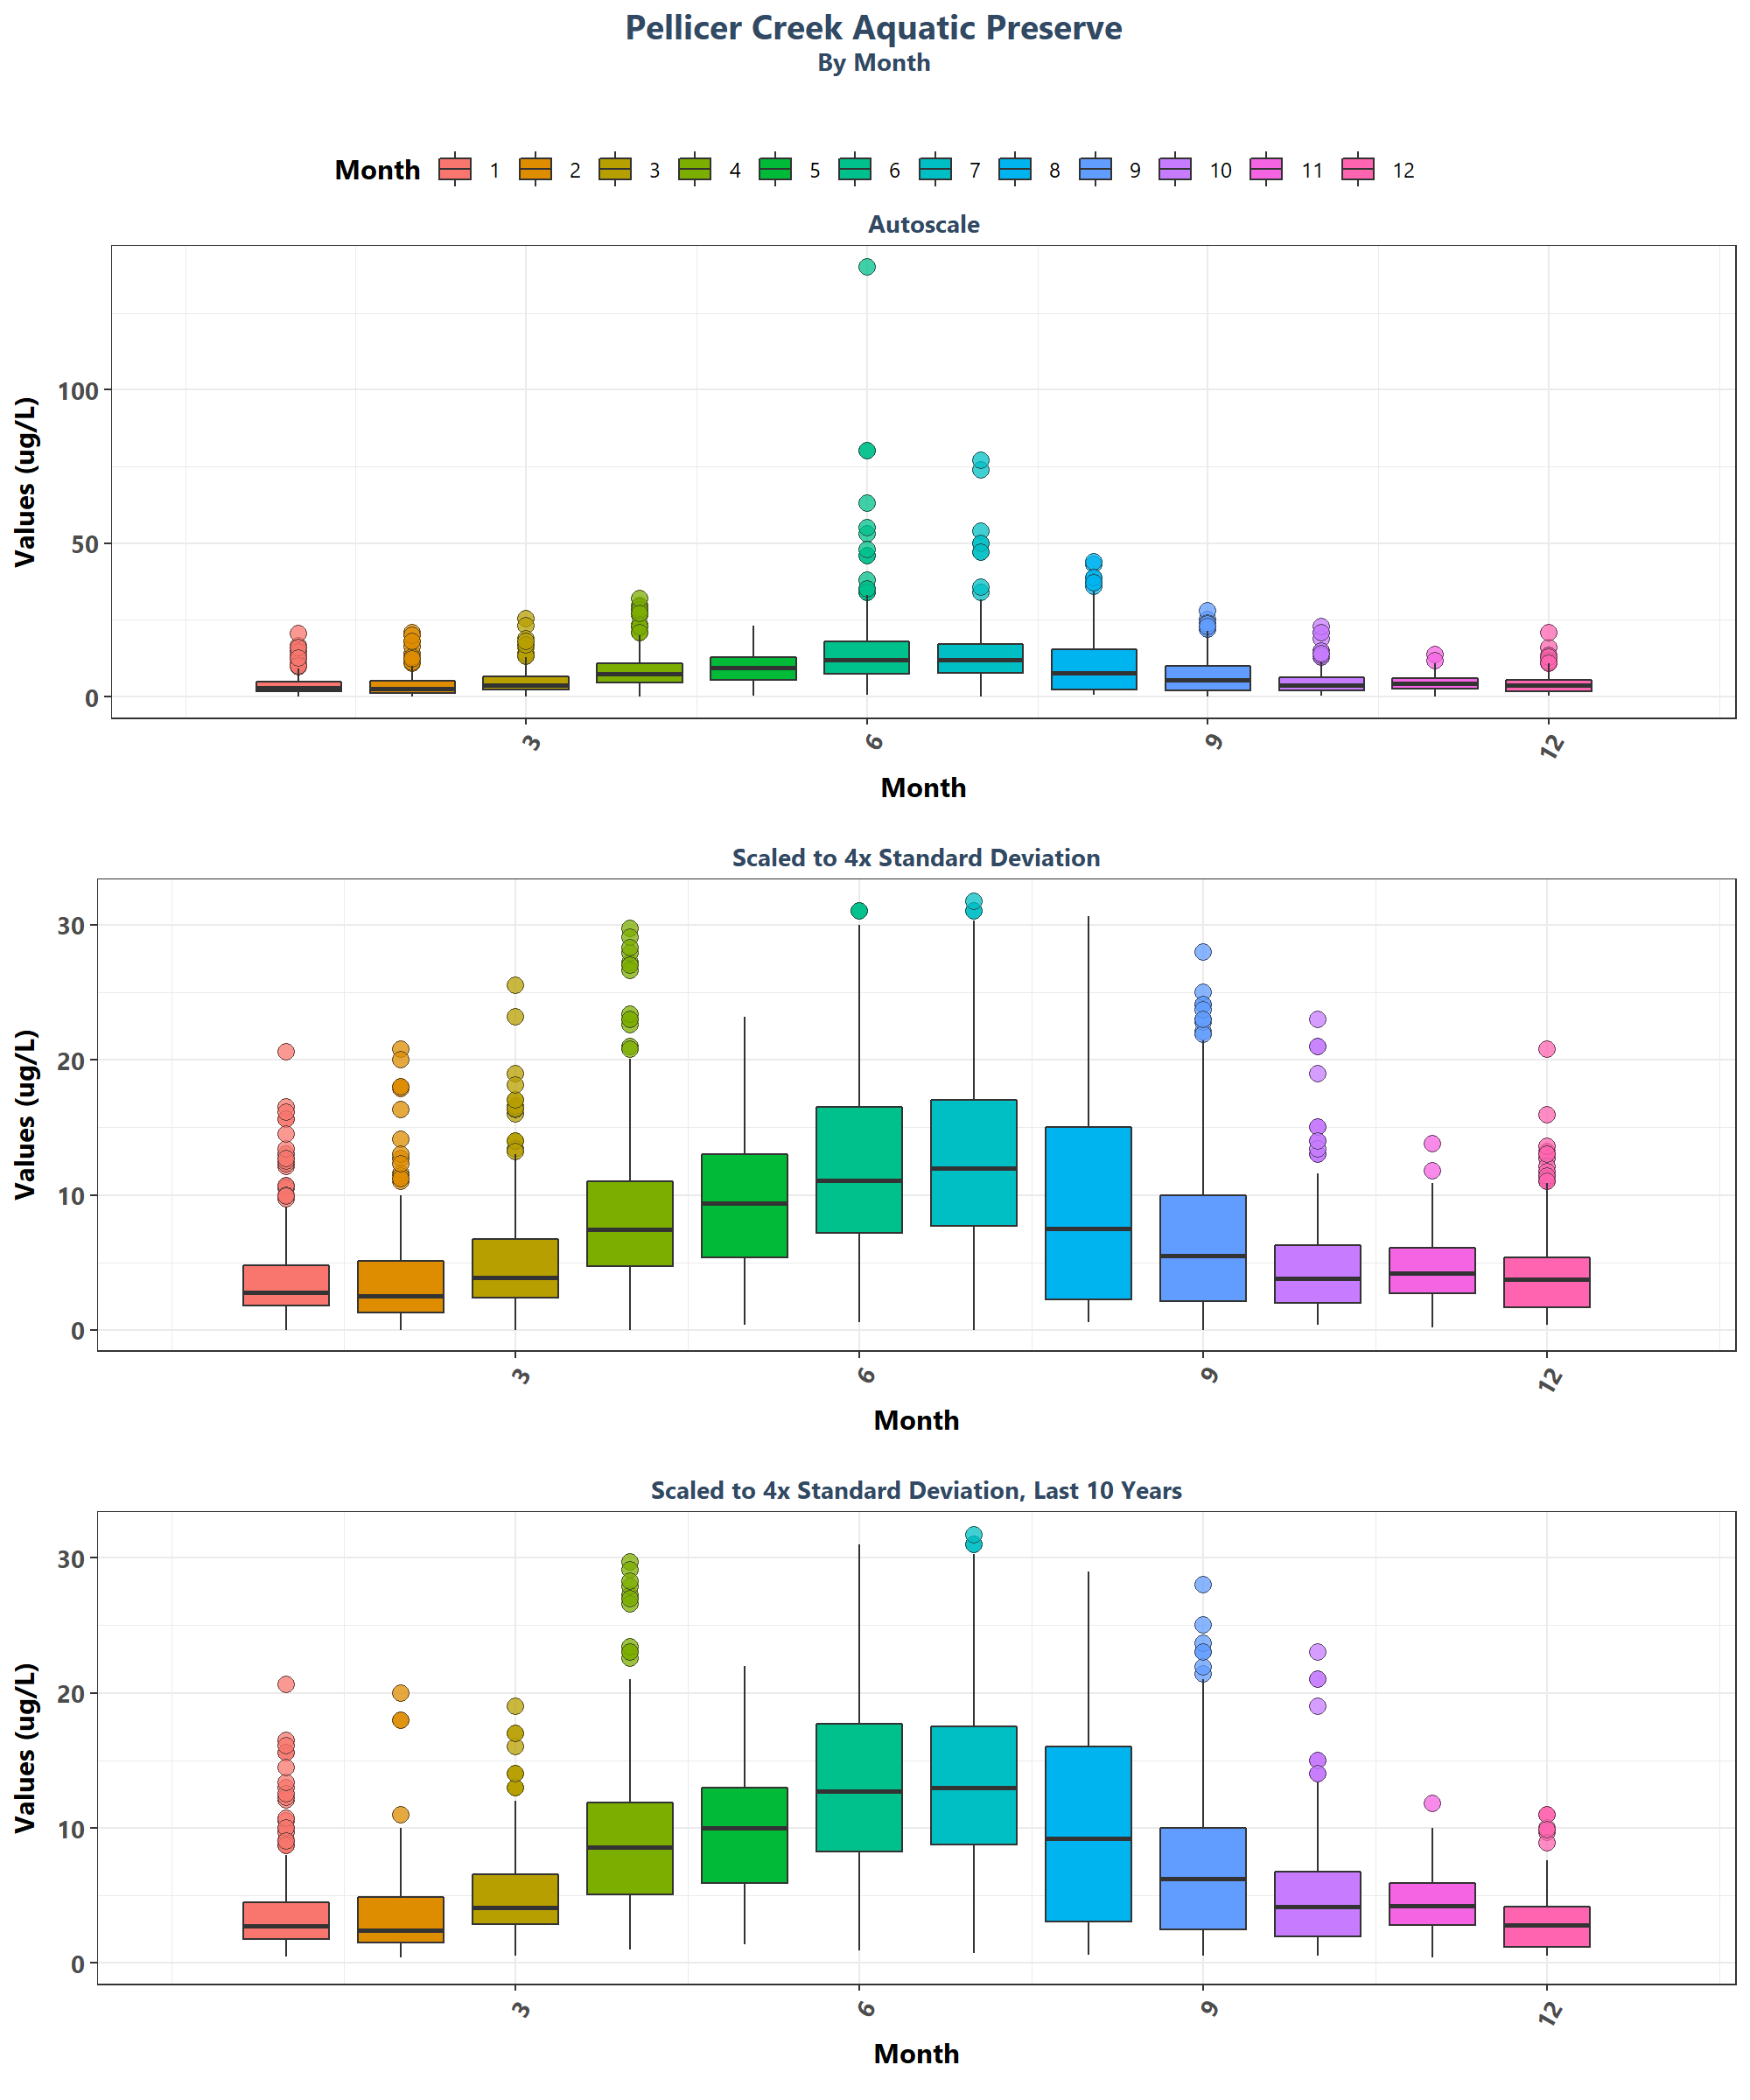 Pellicer Creek Aquatic Preserve
By Month
Month 1 2 3 4 5 6 7 8 9 10 11 12
Autoscale
Values (ug/L)
100
50
0
3 6 9 12
Month
Scaled to 4x Standard Deviation
Values (ug/L)
30
20
10
0
3 6 9 12
Month
Scaled to 4x Standard Deviation, Last 10 Years
Values (ug/L)
30
20
10
0
3 6 9 12
Month